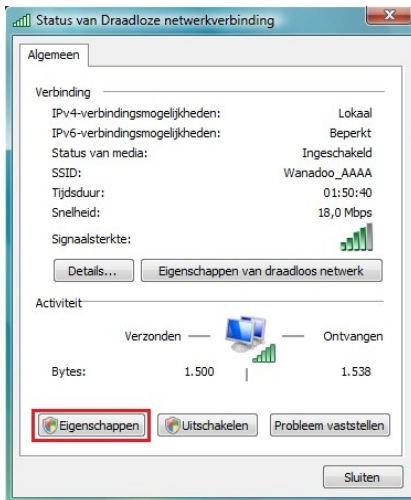 Status van Draadloze netwerkverbinding
Algemeen
Verbinding
IPv4-verbindingsmogelijkheden: Lokaal
IPv6-verbindingsmogelijkheden: Beperkt
Status van media: Ingeschakeld
SSID: Wanadoo_AAAA
Tijdsduur: 01:50:40
Snelheid: 18,0 Mbps
Signaalsterkte:
Details... Eigenschappen van draadloos netwerk
Activiteit
Verzonden Ontvangen
Bytes: 1.500 1.538
Eigenschappen Uitschakelen Probleem vaststellen
Sluiten